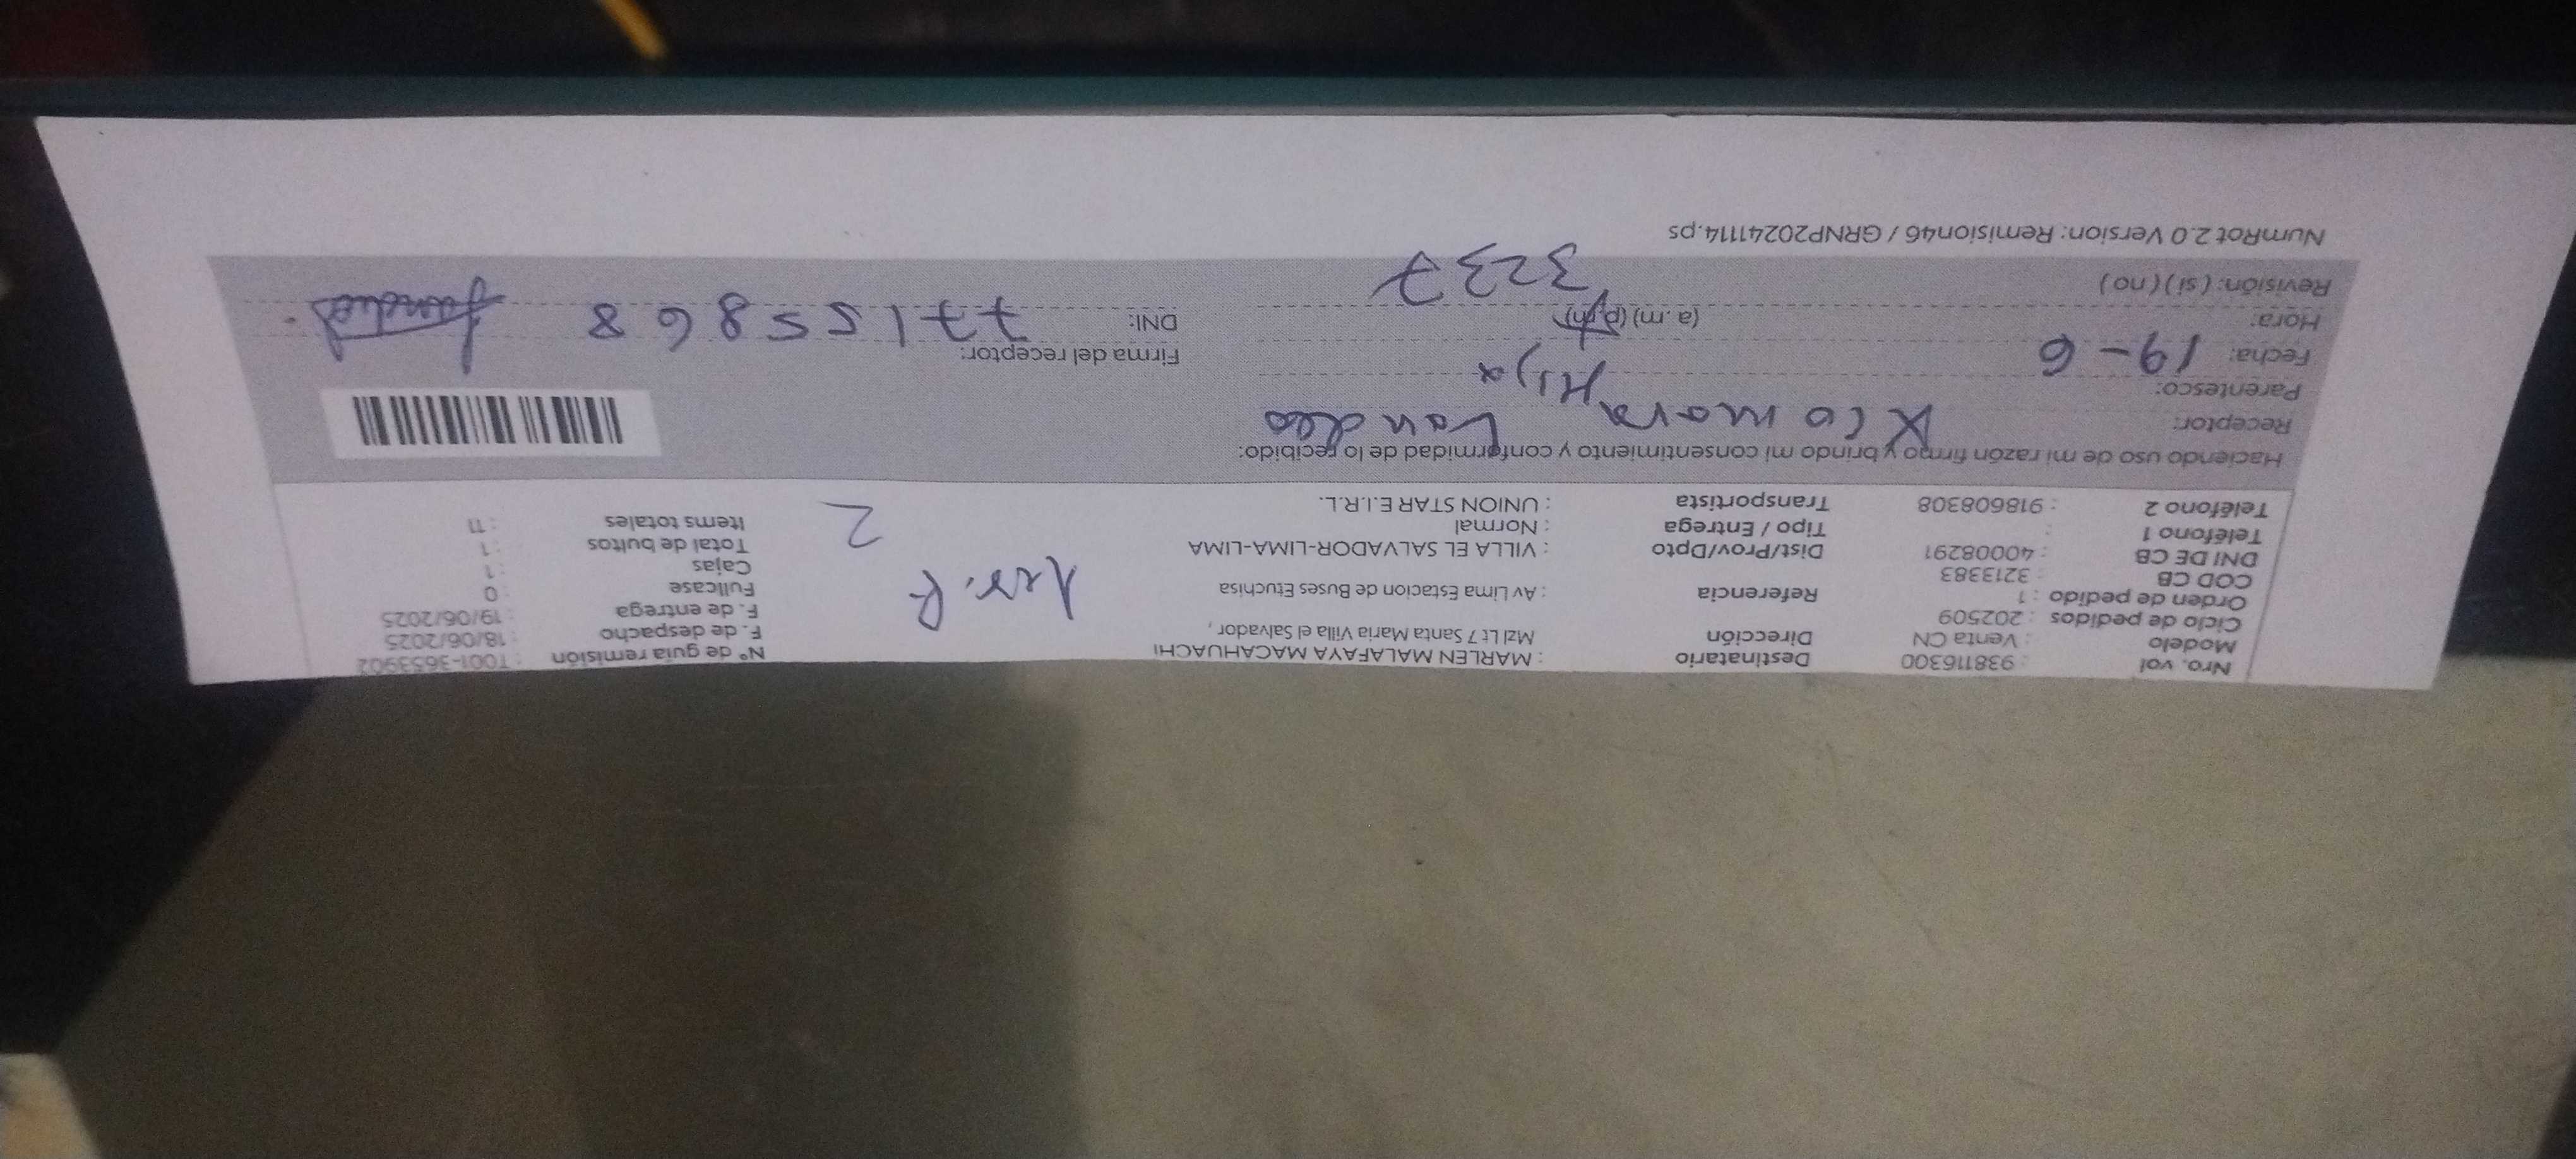 Nro. vol : 938116300
Modelo : Venta CN
Ciclo de pedidos : 202509
Orden de pedido : 1
COD CB : 3213383
DNI DE CB : 40008291
Teléfono 1 :
Teléfono 2 : 918608308
Destinatario : MARLEN MALAFAYA MACAHUACHI
Dirección Mzl Lt 7 Santa Maria Villa el Salvador ,
Referencia : Av Lima Estacion de Buses Etuchisa
Dist/Prov/Dpto : VILLA EL SALVADOR-LIMA-LIMA
Tipo / Entrega : Normal
Transportista : UNION STAR E.I.R.L.
2
N° de guia remisión : T001-3653902
F. de despacho : 18/06/2025
F. de entrega : 19/06/2025
Fullcase : 0
Cajas : 1
Total de bultos : 1
Items totales : 11
Haciendo uso de mi razón firmo y brindo mi consentimiento y conformidad de lo recibido:
Receptor: Xiomara
Parentesco: Hija
Fecha: 19-6
Hora: (a.m) (p.m)
Revisión: (si) (no) 3237
Firma del receptor:
DNI: 77155868
NumRot 2.0 Version: Remision46 / GRNP20241114.ps